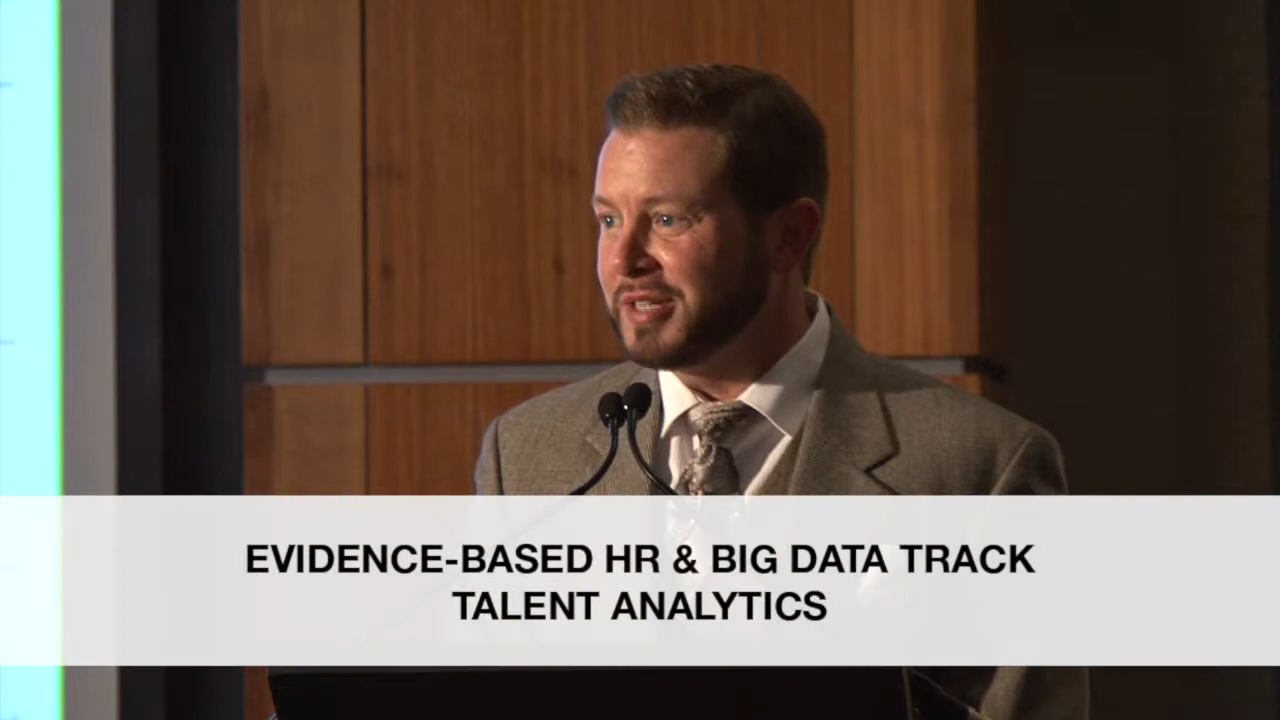 EVIDENCE-BASED HR & BIG DATA TRACK
TALENT ANALYTICS